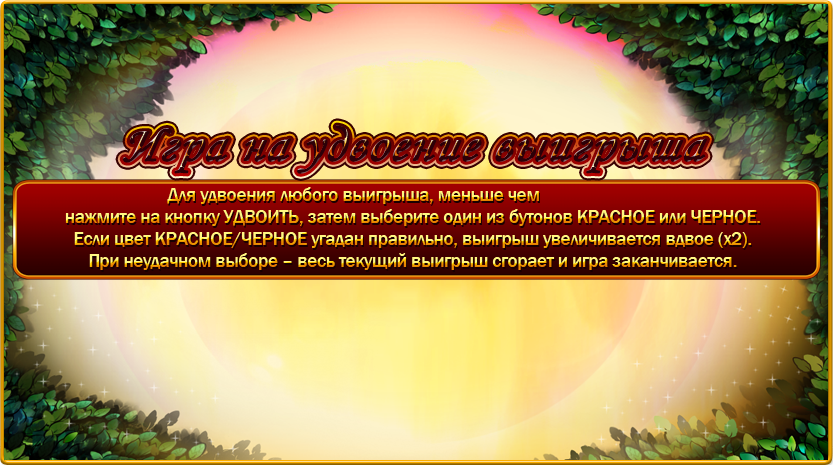 Игра на удвоение выигрыша
Для удвоения любого выигрыша, меньше чем
нажмите на кнопку УДВОИТЬ, затем выберите один из бутонов КРАСНОЕ или ЧЕРНОЕ.
Если цвет КРАСНОЕ/ЧЕРНОЕ угадан правильно, выигрыш увеличивается вдвое (x2).
При неудачном выборе – весь текущий выигрыш сгорает и игра заканчивается.